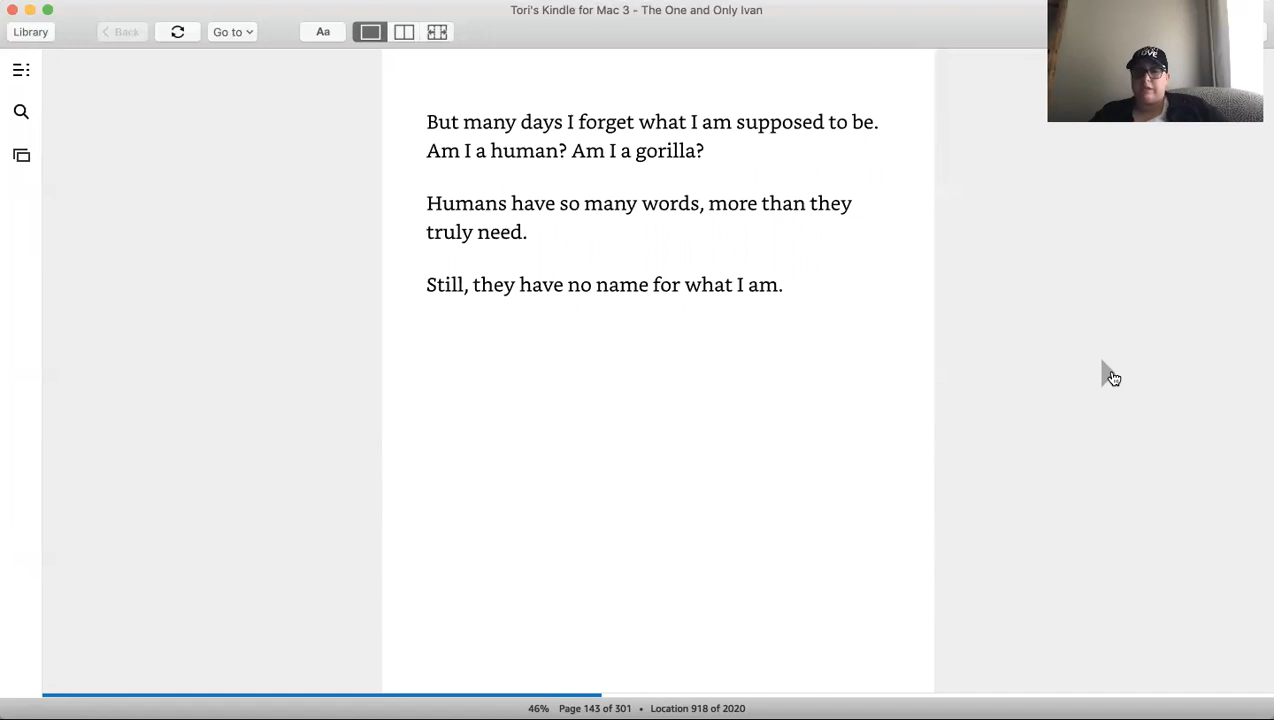 Tori's Kindle for Mac 3 - The One and Only Ivan
Library
Back
Go to
Aa
But many days I forget what I am supposed to be.
Am I a human? Am I a gorilla?
Humans have so many words, more than they
truly need.
Still, they have no name for what I am.
46% Page 143 of 301 • Location 918 of 2020